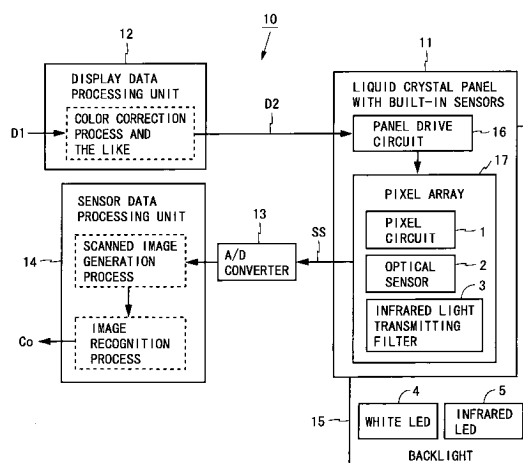 10
12
DISPLAY DATA
PROCESSING UNIT
COLOR CORRECTION
PROCESS AND
THE LIKE
D1
D2
11
LIQUID CRYSTAL PANEL
WITH BUILT-IN SENSORS
PANEL DRIVE
CIRCUIT
16
17
PIXEL ARRAY
PIXEL
CIRCUIT
1
OPTICAL
SENSOR
2
3
INFRARED LIGHT
TRANSMITTING
FILTER
SENSOR DATA
PROCESSING UNIT
14
SCANNED IMAGE
GENERATION
PROCESS
IMAGE
RECOGNITION
PROCESS
Co
13
A/D
CONVERTER
SS
15
4
WHITE LED
5
INFRARED
LED
BACKLIGHT